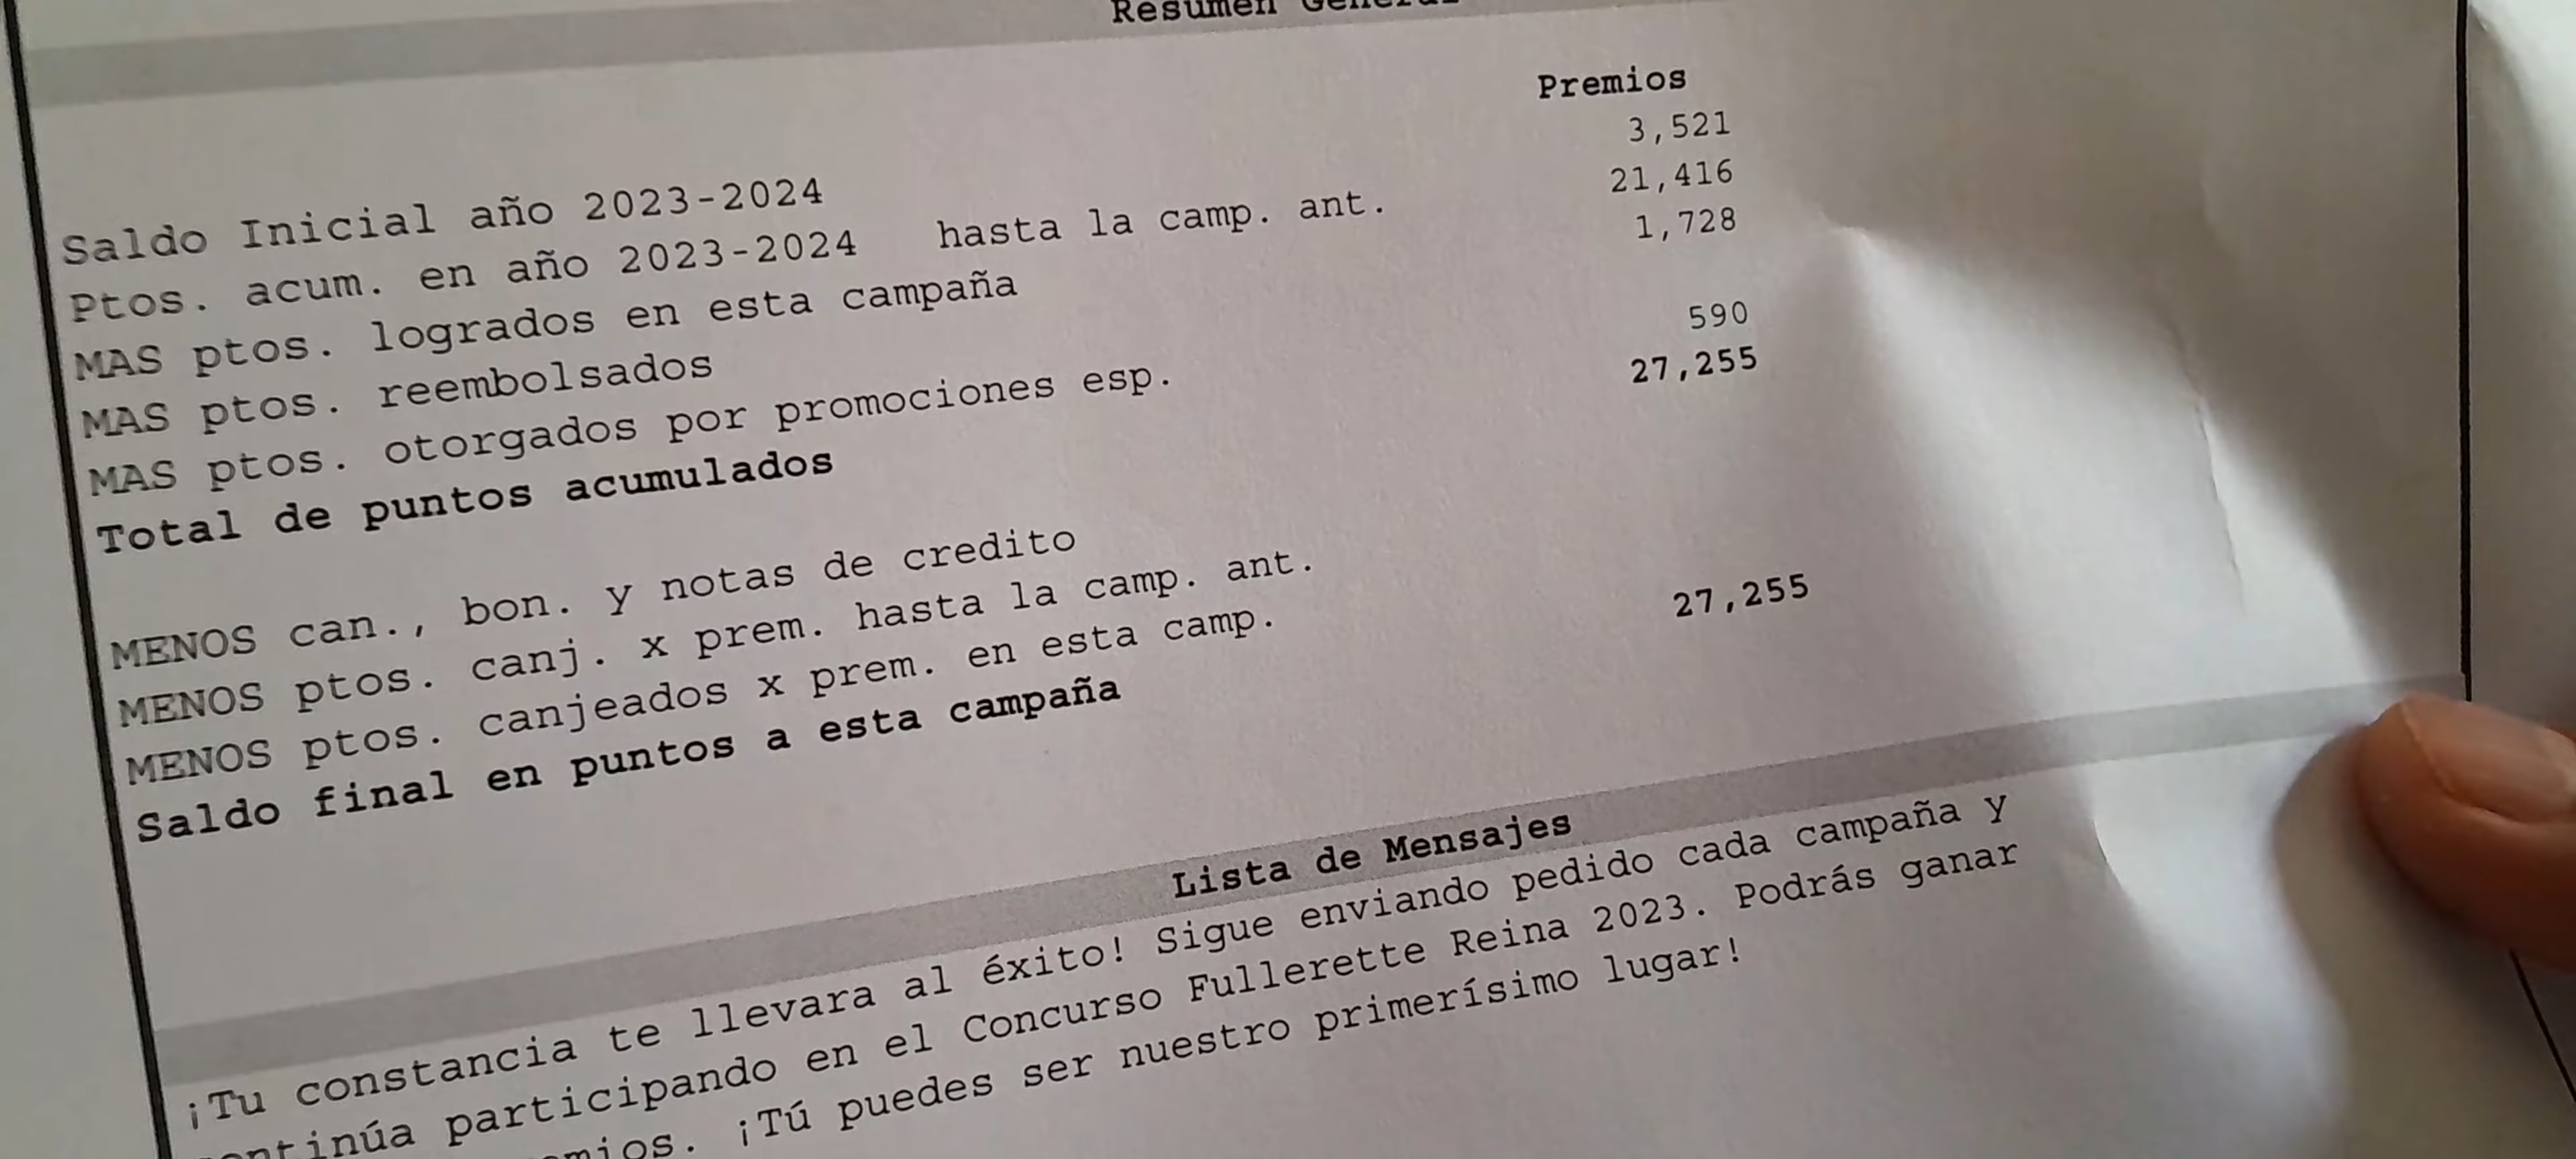 Resumen General
Premios
Saldo Inicial año 2023-2024 3,521
Ptos. acum. en año 2023-2024 hasta la camp. ant. 21,416
MAS ptos. logrados en esta campaña 1,728
MAS ptos. reembolsados
MAS ptos. otorgados por promociones esp. 590
Total de puntos acumulados 27,255
MENOS can., bon. y notas de credito
MENOS ptos. canj. x prem. hasta la camp. ant.
MENOS ptos. canjeados x prem. en esta camp.
Saldo final en puntos a esta campaña 27,255
Lista de Mensajes
¡Tu constancia te llevara al éxito! Sigue enviando pedido cada campaña y
continúa participando en el Concurso Fullerette Reina 2023. Podrás ganar
¡Tú puedes ser nuestro primerísimo lugar!